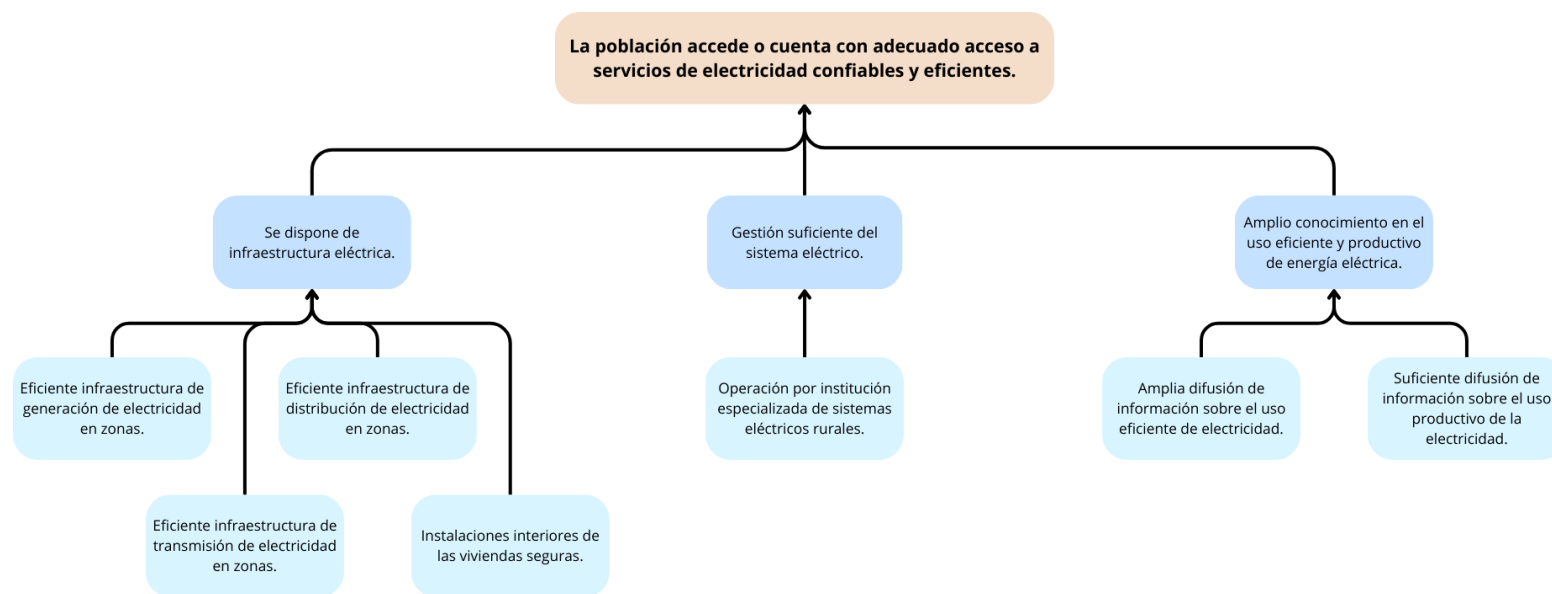 La población accede o cuenta con adecuado acceso a
servicios de electricidad confiables y eficientes.
Se dispone de
infraestructura eléctrica.
Gestión suficiente del
sistema eléctrico.
Amplio conocimiento en el
uso eficiente y productivo
de energía eléctrica.
Eficiente infraestructura de
generación de electricidad
en zonas.
Eficiente infraestructura de
distribución de electricidad
en zonas.
Operación por institución
especializada de sistemas
eléctricos rurales.
Amplia difusión de
información sobre el uso
eficiente de electricidad.
Suficiente difusión de
información sobre el uso
productivo de la
electricidad.
Eficiente infraestructura de
transmisión de electricidad
en zonas.
Instalaciones interiores de
las viviendas seguras.